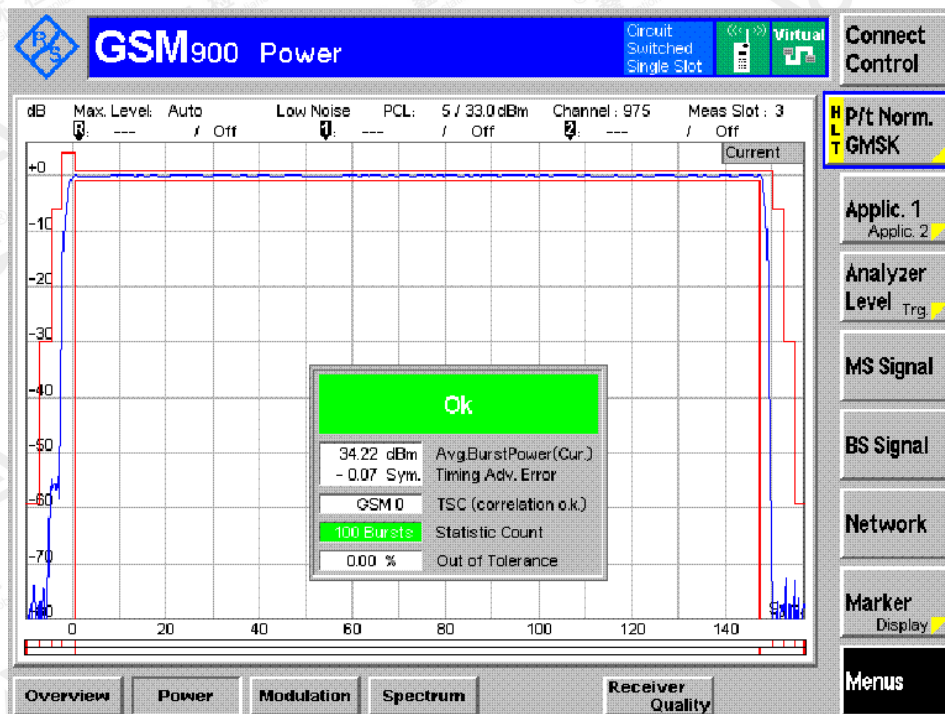 R S
GSM900 Power
Circuit
Switched
Single Slot
Virtual
Connect
Control
dB Max. Level: Auto Low Noise PCL: 5 / 33.0 dBm Channel : 975 Meas Slot : 3
R: --- / Off 1: --- / Off 2: --- / Off
Current
H
L
T
P/t Norm.
GMSK
Applic. 1
Applic. 2
Analyzer
Level Trg.
MS Signal
BS Signal
Network
Marker
Display
Menus
+0
-10
-20
-30
-40
-50
-60
-70
Ok
34.22 dBm Avg.BurstPower(Cur.)
- 0.07 Sym. Timing Adv. Error
GSM 0 TSC (correlation o.k.)
100 Bursts Statistic Count
0.00 % Out of Tolerance
0 20 40 60 80 100 120 140
Overview Power Modulation Spectrum Receiver
Quality